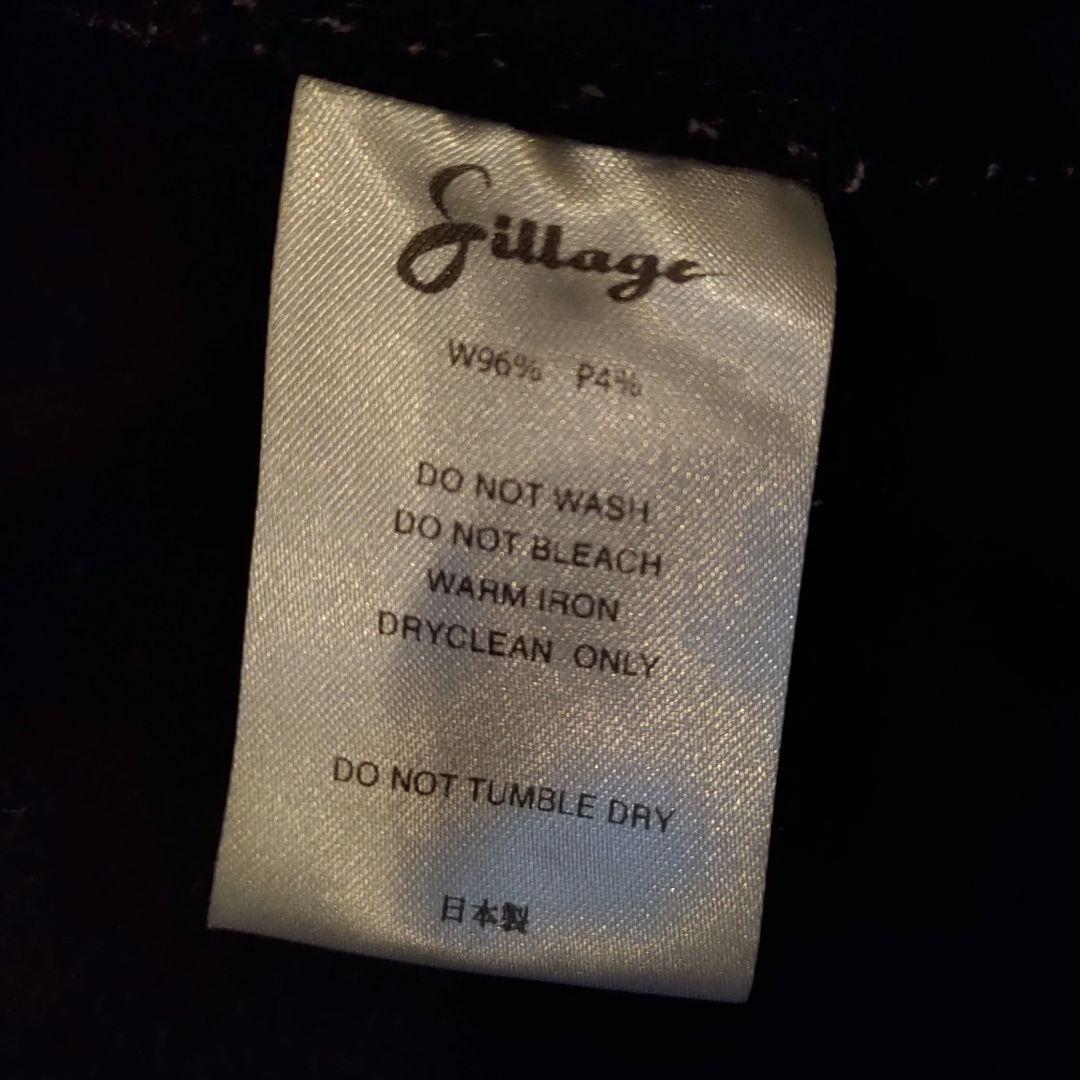 Sillage
W96% P4%
DO NOT WASH
DO NOT BLEACH
WARM IRON
DRYCLEAN ONLY
DO NOT TUMBLE DRY
日本製